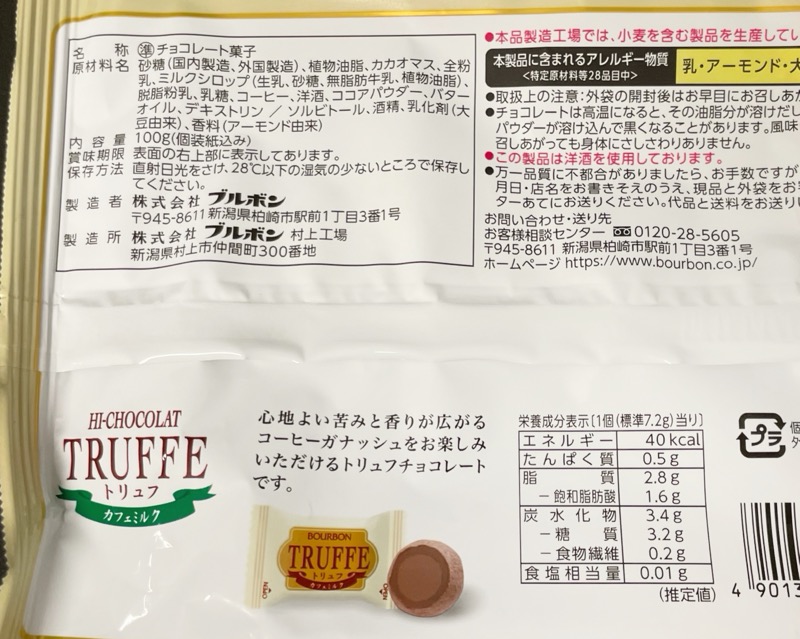 名称 準チョコレート菓子
原材料名 砂糖(国内製造、外国製造)、植物油脂、カカオマス、全粉
乳、ミルクシロップ(生乳、砂糖、無脂肪牛乳、植物油脂)、
脱脂粉乳、乳糖、コーヒー、洋酒、ココアパウダー、バター
オイル、デキストリン/ソルビトール、酒精、乳化剤(大
豆由来)、香料(アーモンド由来)
内容量 100g(個装紙込み)
賞味期限 表面の右上部に表示してあります。
保存方法 直射日光をさけ、28℃以下の湿気の少ないところで保存し
てください。
製造者 株式会社 ブルボン
〒945-8611 新潟県柏崎市駅前1丁目3番1号
製造所 株式会社 ブルボン 村上工場
新潟県村上市仲間町300番地
●本品製造工場では、小麦を含む製品を生産してい
本製品に含まれるアレルギー物質
<特定原材料等28品目中>
乳・アーモンド・大
●取扱上の注意:外袋の開封後はお早目にお召しあが
●チョコレートは高温になると、その油脂分が溶けだし
パウダーが溶け込んで黒くなることがあります。風味
召しあがっても身体にさしさわりありません。
●この製品は洋酒を使用しております。
●万一品質に不都合がありましたら、お手数ですが
月日・店名をお書きそえのうえ、現品と外袋をお
ターあてにお送りください。代品と送料をお送り
お問い合わせ・送り先
お客様相談センター 0120-28-5605
〒945-8611 新潟県柏崎市駅前1丁目3番1号
ホームページ https://www.bourbon.co.jp/
HI-CHOCOLAT
TRUFFE
トリュフ
カフェミルク
心地よい苦みと香りが広がる
コーヒーガナッシュをお楽しみ
いただけるトリュフチョコレート
です。
BOURBON
TRUFFE
トリュフ
カフェミルク
OPEN
栄養成分表示〔1個(標準7.2g)当り〕
エネルギー 40kcal
たんぱく質 0.5g
脂質 2.8g
-飽和脂肪酸 1.6g
炭水化物 3.4g
-糖質 3.2g
-食物繊維 0.2g
食塩相当量 0.01g
(推定値)
プラ
4 9013